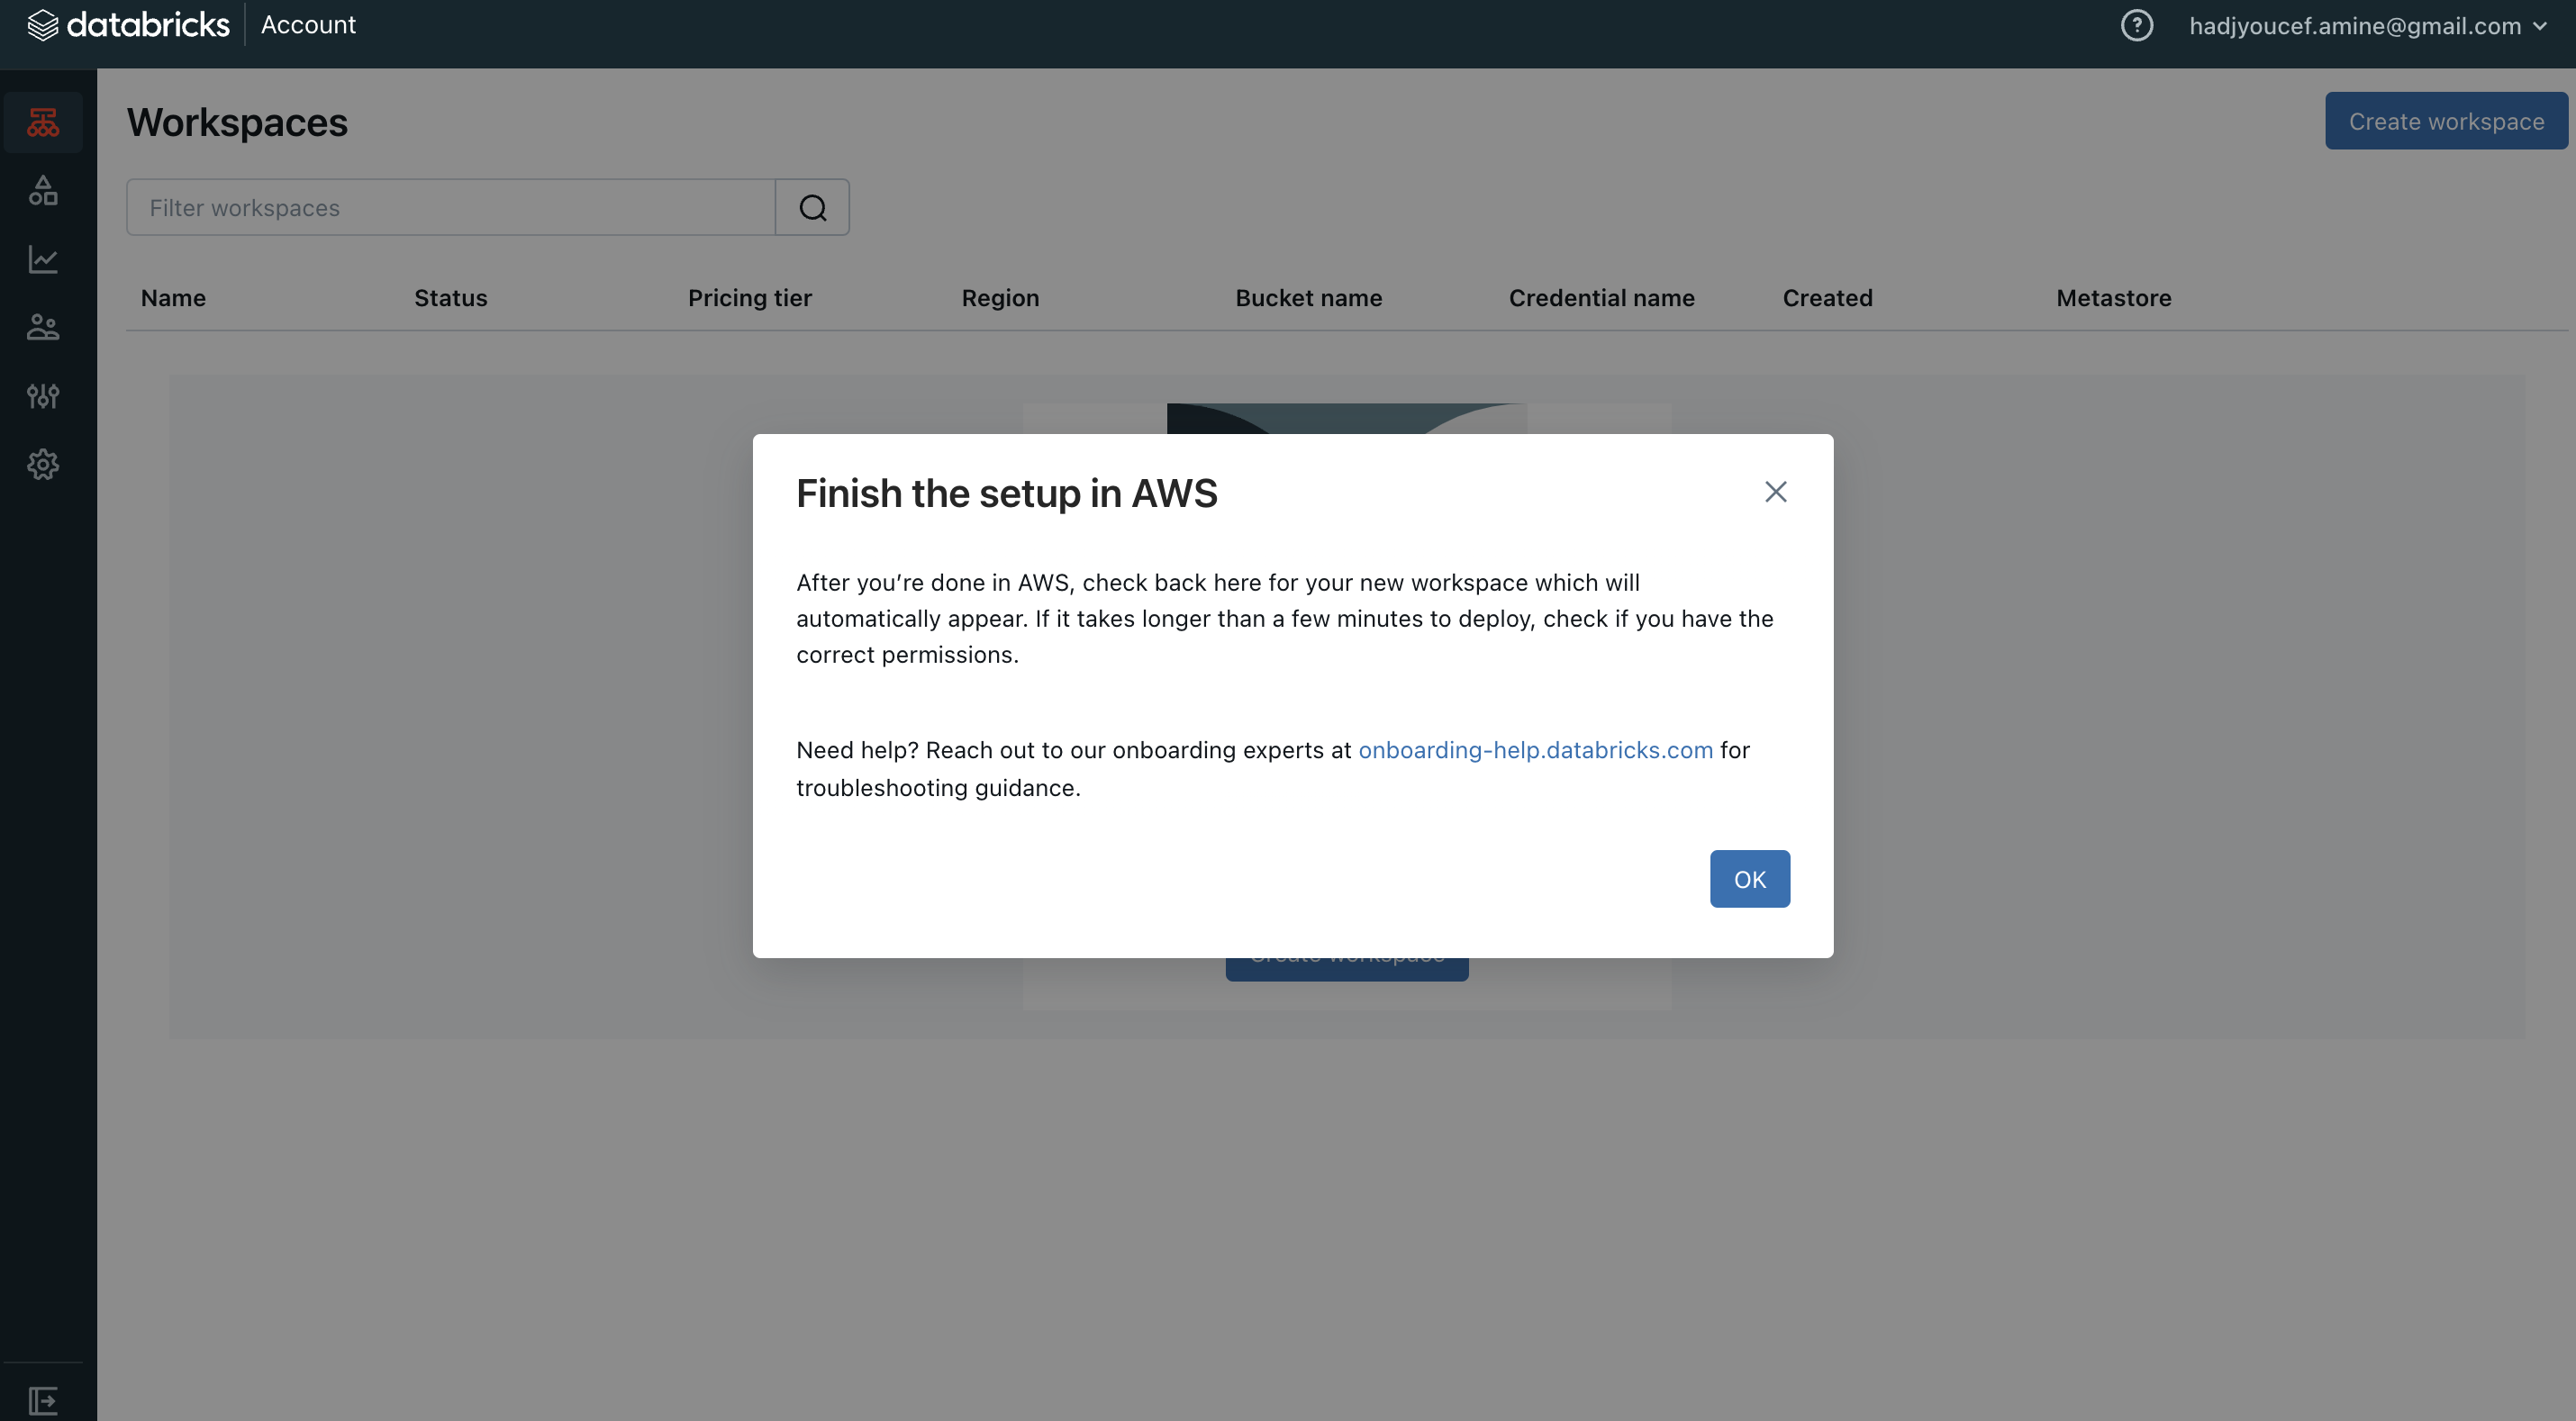 databricks Account
hadjyoucef.amine@gmail.com
Workspaces
Create workspace
Filter workspaces
Name Status Pricing tier Region Bucket name Credential name Created Metastore
Finish the setup in AWS
After you’re done in AWS, check back here for your new workspace which will
automatically appear. If it takes longer than a few minutes to deploy, check if you have the
correct permissions.
Need help? Reach out to our onboarding experts at onboarding-help.databricks.com for
troubleshooting guidance.
OK
Create workspace